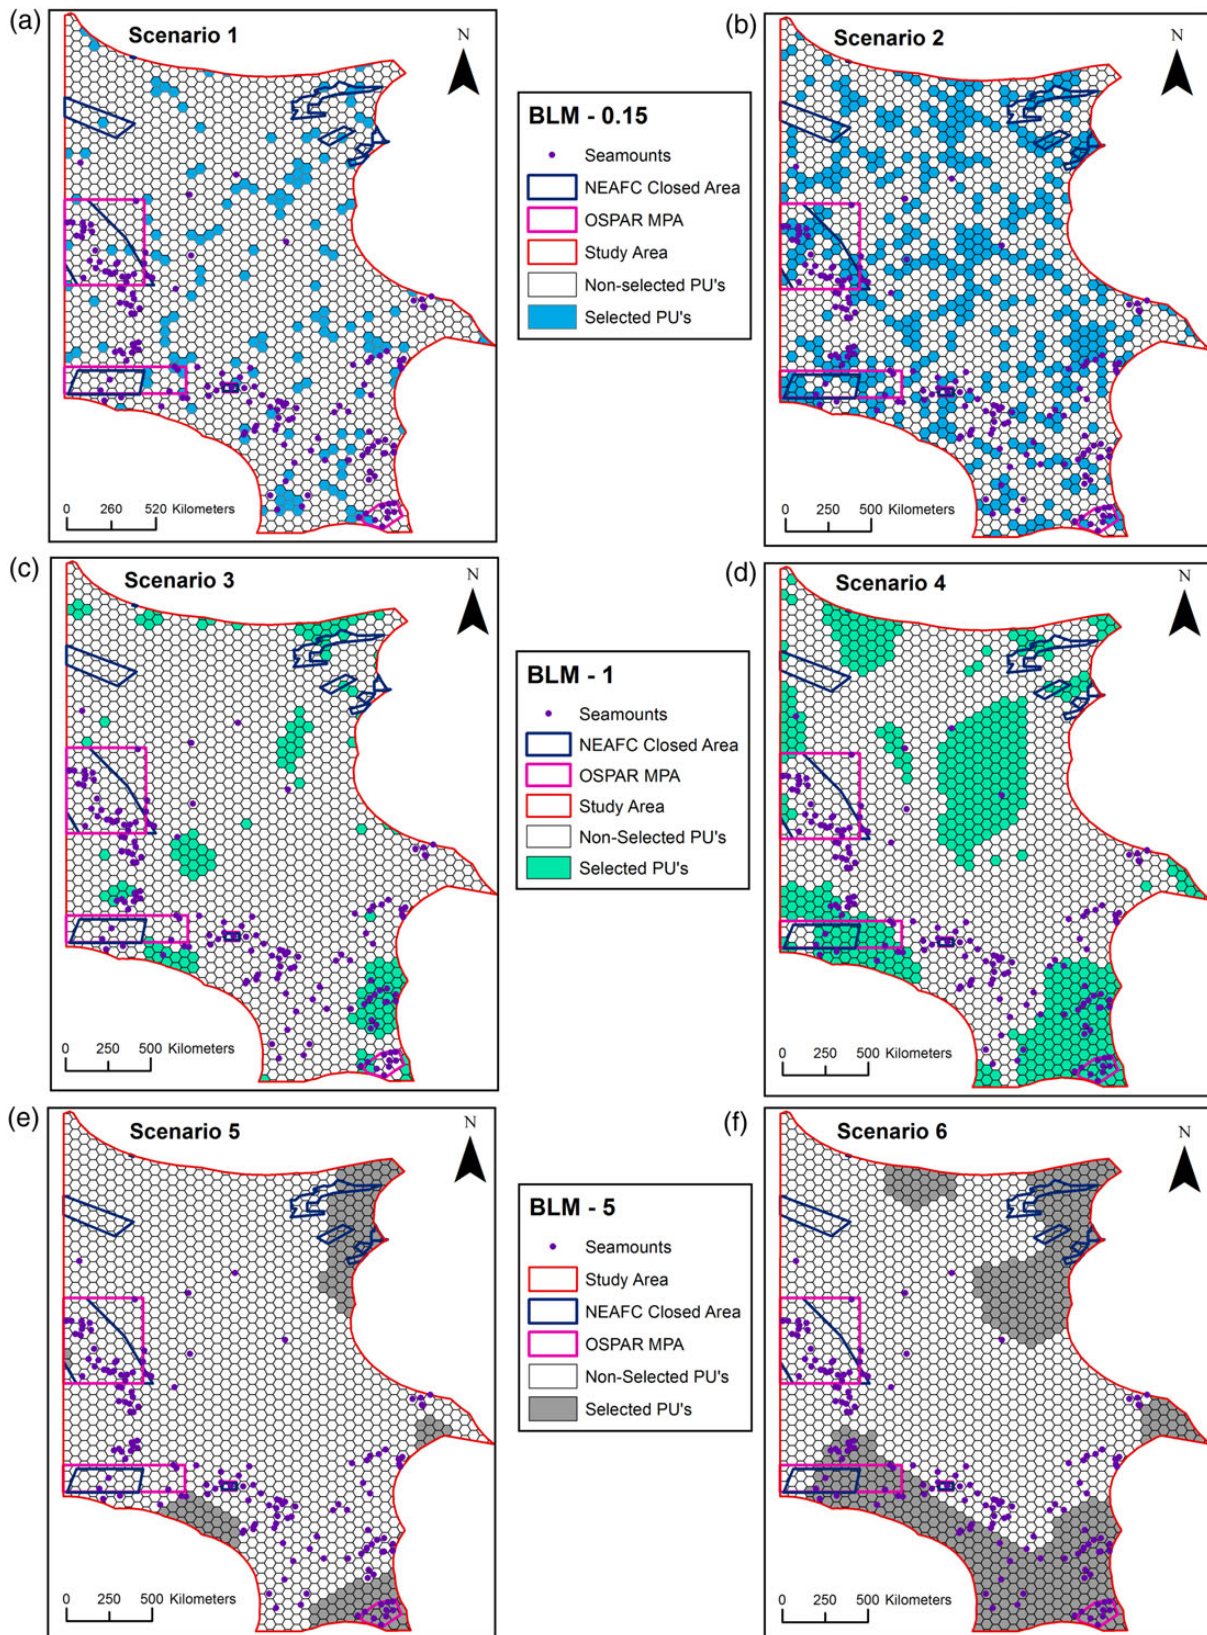 (a)
Scenario 1
N
0 260 520 Kilometers
(b)
Scenario 2
N
0 250 500 Kilometers
BLM - 0.15
Seamounts
NEAFC Closed Area
OSPAR MPA
Study Area
Non-selected PU's
Selected PU's
(c)
Scenario 3
N
0 250 500 Kilometers
(d)
Scenario 4
N
0 250 500 Kilometers
BLM - 1
Seamounts
NEAFC Closed Area
OSPAR MPA
Study Area
Non-Selected PU's
Selected PU's
(e)
Scenario 5
N
0 250 500 Kilometers
(f)
Scenario 6
N
0 250 500 Kilometers
BLM - 5
Seamounts
Study Area
NEAFC Closed Area
OSPAR MPA
Non-Selected PU's
Selected PU's